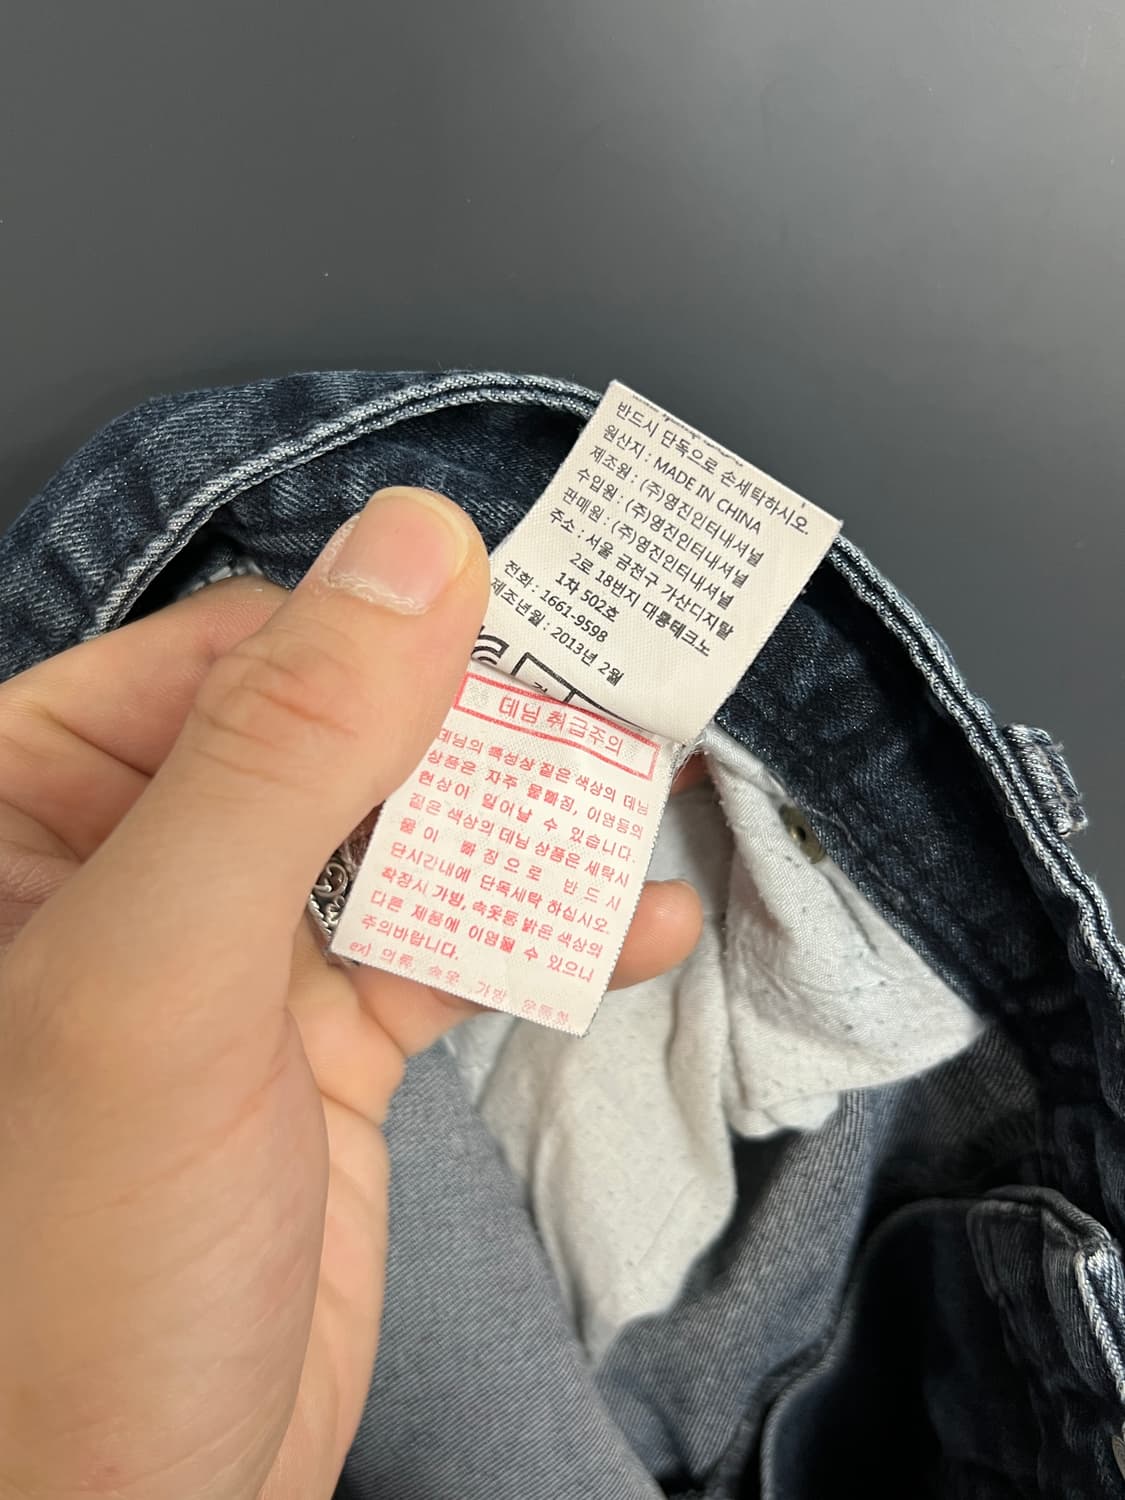 반드시 단독으로 손세탁하시오.
원산지 : MADE IN CHINA
제조원 : (주)영진인터내셔널
수입원 : (주)영진인터내셔널
판매원 : (주)영진인터내셔널
주소 : 서울 금천구 가산디지탈
2로 18번지 대륭테크노
1차 502호
전화 : 1661-9598
제조년월 : 2013년 2월
데님 취급주의
데님의 특성상 짙은 색상의 데님
상품은 자주 물빠짐, 이염등의
현상이 일어날 수 있습니다.
짙은 색상의 데님 상품은 세탁시
물이 빠짐으로 반드시
단시간내에 단독세탁 하십시오.
착장시 가방, 속옷등 밝은 색상의
다른 제품에 이염될 수 있으니
주의바랍니다.
ex) 의류, 속옷, 가방,